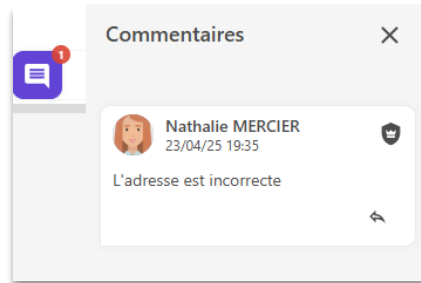 Commentaires
1
Nathalie MERCIER
23/04/25 19:35
L'adresse est incorrecte